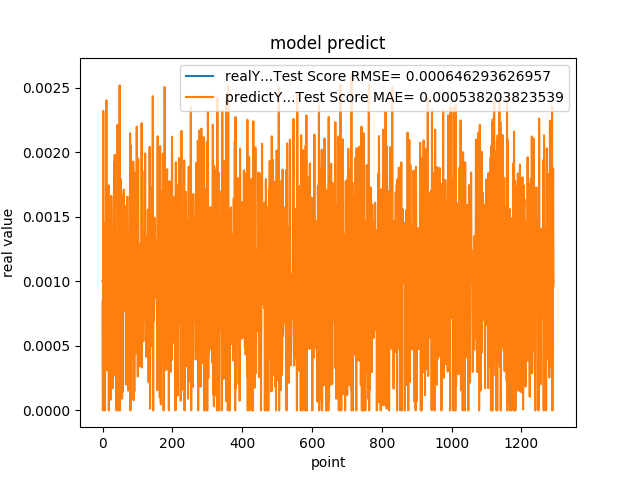 model predict
realY...Test Score RMSE= 0.000646293626957
predictY...Test Score MAE= 0.000538203823539
real value
0.0025
0.0020
0.0015
0.0010
0.0005
0.0000
0 200 400 600 800 1000 1200
point